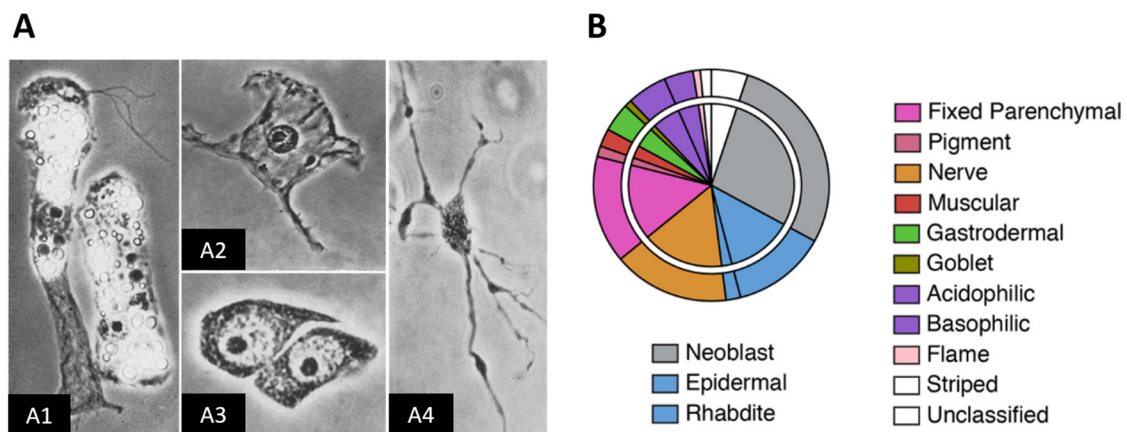 A
B
A1
A2
A3
A4
Neoblast
Epidermal
Rhabdite
Fixed Parenchymal
Pigment
Nerve
Muscular
Gastrodermal
Goblet
Acidophilic
Basophilic
Flame
Striped
Unclassified